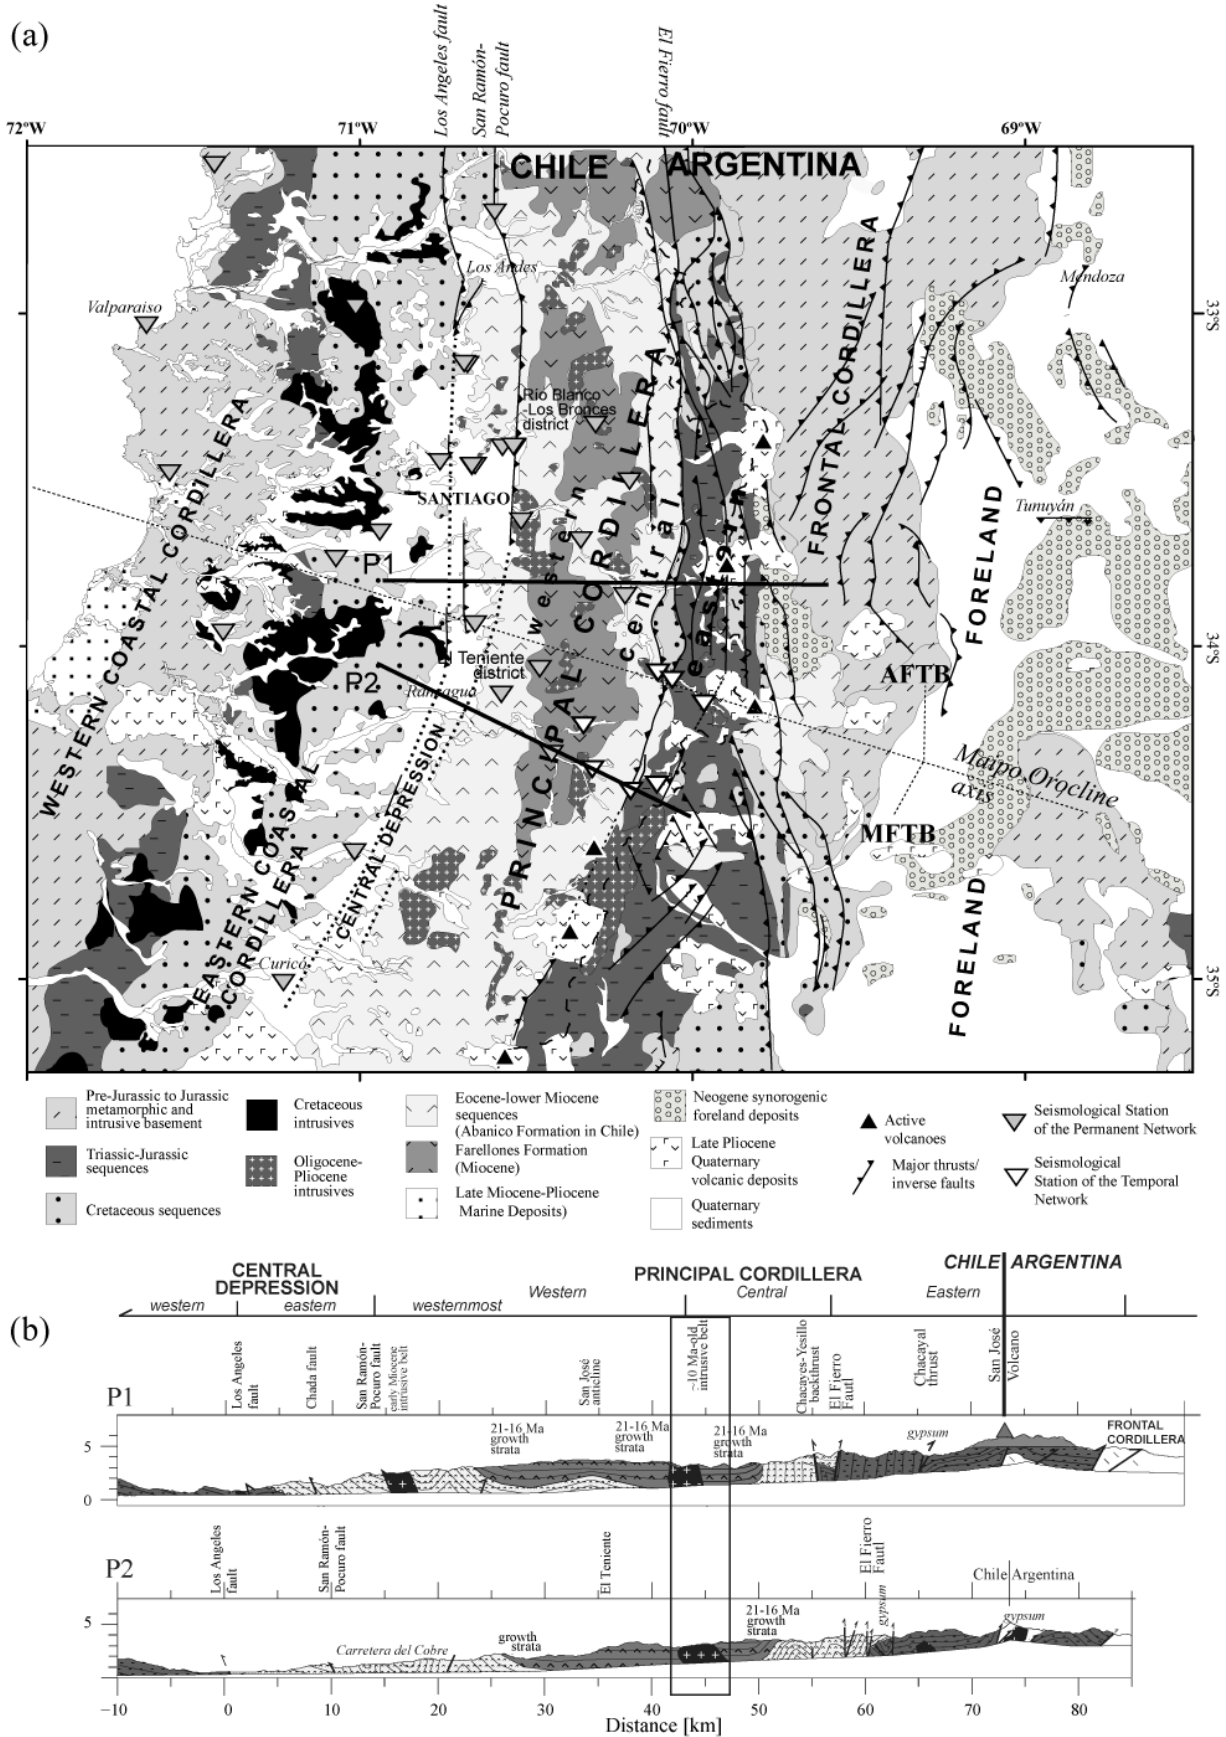 (a)
Los Angeles fault
San Ramón-
Pocuro fault
El Fierro fault
72ºW
71ºW
70ºW
69ºW
CHILE
ARGENTINA
Los Andes
Mendoza
Valparaiso
33ºS
FRONTAL CORDILLERA
Río Blanco
-Los Bronces
district
SANTIAGO
Tunuyán
WESTERN COASTAL CORDILLERA
PRINCIPAL CORDILLERA
western
central
eastern
FORELAND
P1
34ºS
El Teniente
district
AFTB
P2
Rancagua
Maipo Orocline
axis
MFTB
CENTRAL DEPRESSION
EASTERN COASTAL
CORDILLERA
FORELAND
Curicó
35ºS
Pre-Jurassic to Jurassic
metamorphic and
intrusive basement
Triassic-Jurassic
sequences
Cretaceous sequences
Cretaceous
intrusives
Oligocene-
Pliocene
intrusives
Eocene-lower Miocene
sequences
(Abanico Formation in Chile)
Farellones Formation
(Miocene)
Late Miocene-Pliocene
Marine Deposits)
Neogene synorogenic
foreland deposits
Late Pliocene
Quaternary
volcanic deposits
Quaternary
sediments
Active
volcanoes
Major thrusts/
inverse faults
Seismological Station
of the Permanent Network
Seismological
Station of the Temporal
Network
(b)
CENTRAL
DEPRESSION
PRINCIPAL CORDILLERA
CHILE ARGENTINA
western
eastern
westernmost
Western
Central
Eastern
P1
Los Angeles
fault
Chada fault
San Ramón-
Pocuro fault
early Miocene
intrusive belt
San José
anticline
~10 Ma-old
intrusive belt
Chacayes-Yesillo
backthrust
El Fierro
Fautl
Chacayal
thrust
San José
Volcano
21-16 Ma
growth
strata
21-16 Ma
growth
strata
21-16 Ma
growth
strata
gypsum
FRONTAL
CORDILLERA
5
0
P2
Los Angeles
fault
San Ramón-
Pocuro fault
El Teniente
El Fierro
Fautl
gypsum
Chile Argentina
5
Carretera del Cobre
growth
strata
21-16 Ma
growth
strata
gypsum
−10 0 10 20 30 40 50 60 70 80
Distance [km]